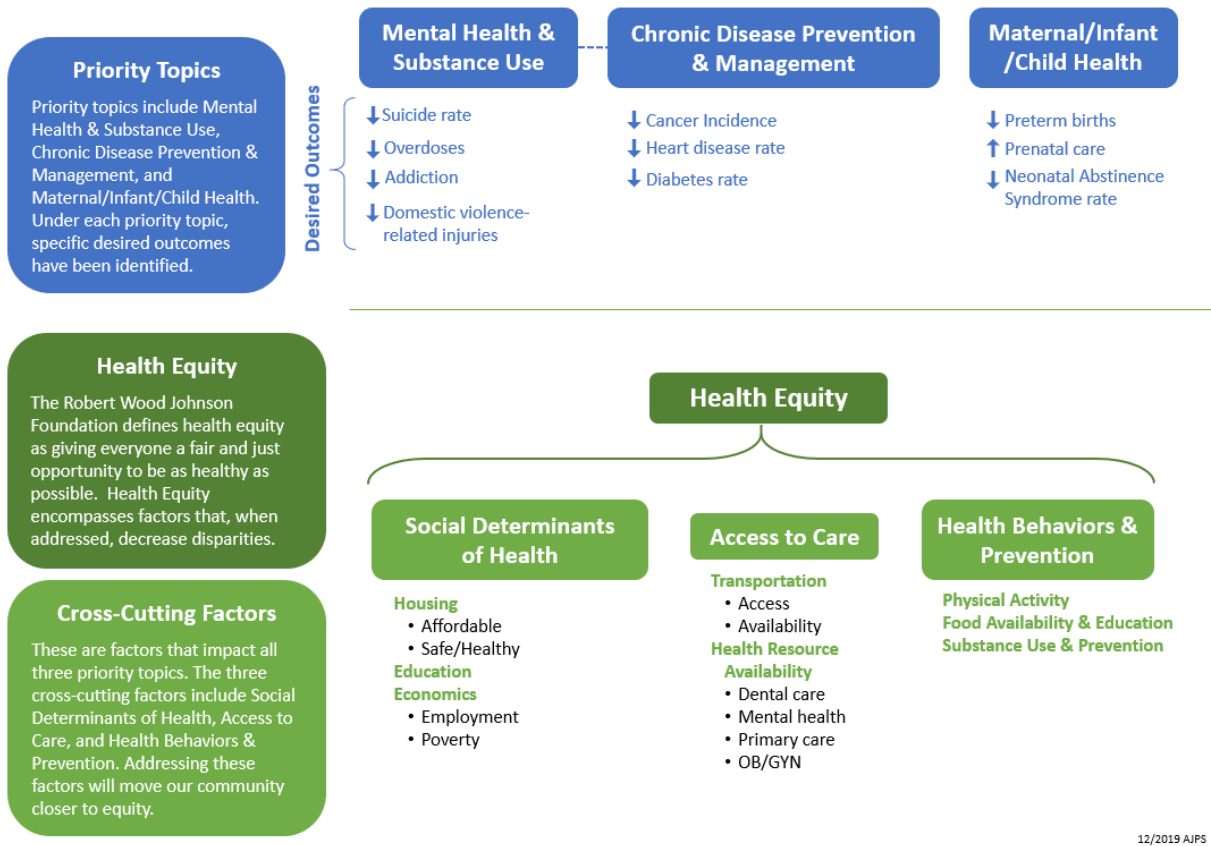 Priority Topics
Priority topics include Mental
Health & Substance Use,
Chronic Disease Prevention &
Management, and
Maternal/Infant/Child Health.
Under each priority topic,
specific desired outcomes
have been identified.
Desired Outcomes
Mental Health &
Substance Use
Suicide rate
Overdoses
Addiction
Domestic violence-
related injuries
Chronic Disease Prevention
& Management
Cancer Incidence
Heart disease rate
Diabetes rate
Maternal/Infant
/Child Health
Preterm births
Prenatal care
Neonatal Abstinence
Syndrome rate
Health Equity
The Robert Wood Johnson
Foundation defines health equity
as giving everyone a fair and just
opportunity to be as healthy as
possible.  Health Equity
encompasses factors that, when
addressed, decrease disparities.
Cross-Cutting Factors
These are factors that impact all
three priority topics. The three
cross-cutting factors include Social
Determinants of Health, Access to
Care, and Health Behaviors &
Prevention. Addressing these
factors will move our community
closer to equity.
Health Equity
Social Determinants
of Health
Housing
• Affordable
• Safe/Healthy
Education
Economics
• Employment
• Poverty
Access to Care
Transportation
• Access
• Availability
Health Resource
Availability
• Dental care
• Mental health
• Primary care
• OB/GYN
Health Behaviors &
Prevention
Physical Activity
Food Availability & Education
Substance Use & Prevention
12/2019 AJPS